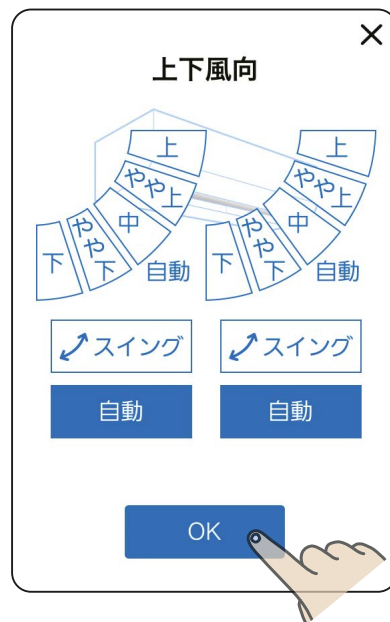 ×
上下風向
上 上
やや上 やや上
中 中
やや下 やや下
下 下
自動 自動
スイング スイング
自動 自動
OK